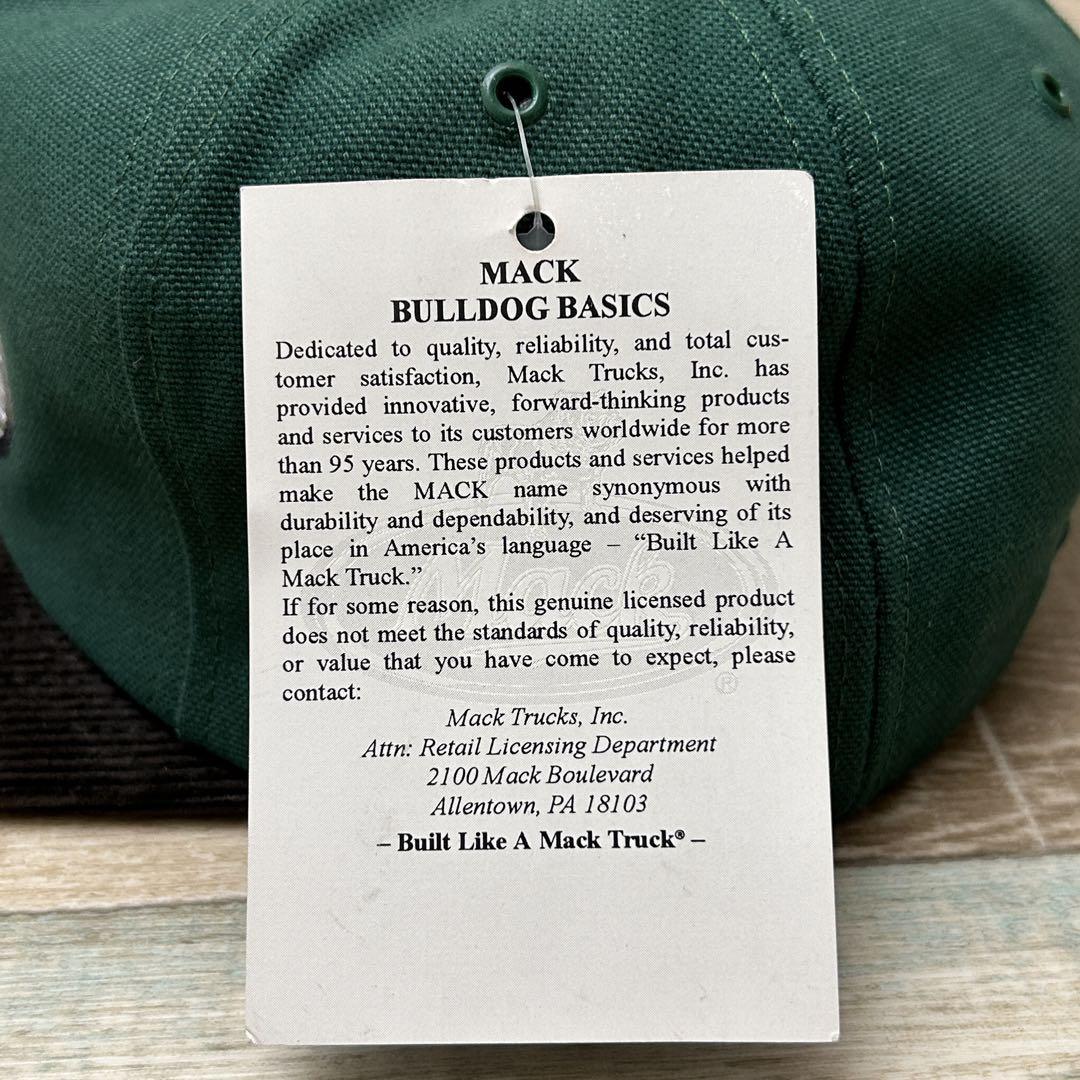 MACK
BULLDOG BASICS
Dedicated to quality, reliability, and total cus-
tomer satisfaction, Mack Trucks, Inc. has
provided innovative, forward-thinking products
and services to its customers worldwide for more
than 95 years. These products and services helped
make the MACK name synonymous with
durability and dependability, and deserving of its
place in America's language – “Built Like A
Mack Truck.”
If for some reason, this genuine licensed product
does not meet the standards of quality, reliability,
or value that you have come to expect, please
contact:
Mack Trucks, Inc.
Attn: Retail Licensing Department
2100 Mack Boulevard
Allentown, PA 18103
– Built Like A Mack Truck® –
Mack
®